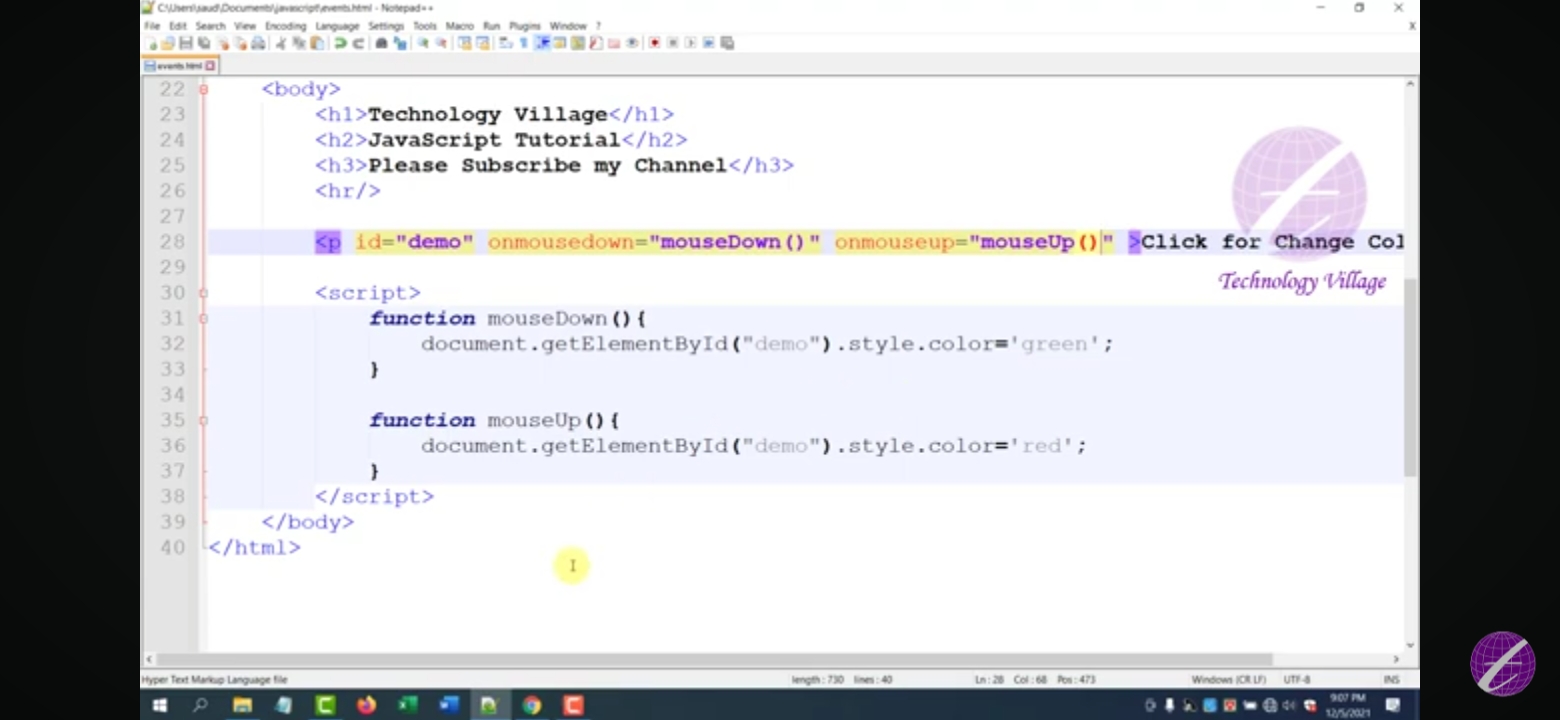 C:\Users\saud\Documents\javascript\events.html - Notepad++
File Edit Search View Encoding Language Settings Tools Macro Run Plugins Window ?
X
events.html
22 <body>
23 <h1>Technology Village</h1>
24 <h2>JavaScript Tutorial</h2>
25 <h3>Please Subscribe my Channel</h3>
26 <hr/>
27
28 <p id="demo" onmousedown="mouseDown()" onmouseup="mouseUp()" >Click for Change Col
Technology Village
29
30 <script>
31 function mouseDown(){
32 document.getElementById("demo").style.color='green';
33 }
34
35 function mouseUp(){
36 document.getElementById("demo").style.color='red';
37 }
38 </script>
39 </body>
40 </html>
Hyper Text Markup Language file length : 730 lines : 40 Ln : 28 Col : 68 Pos : 473 Windows (CR LF) UTF-8 INS
9:07 PM
12/5/2021